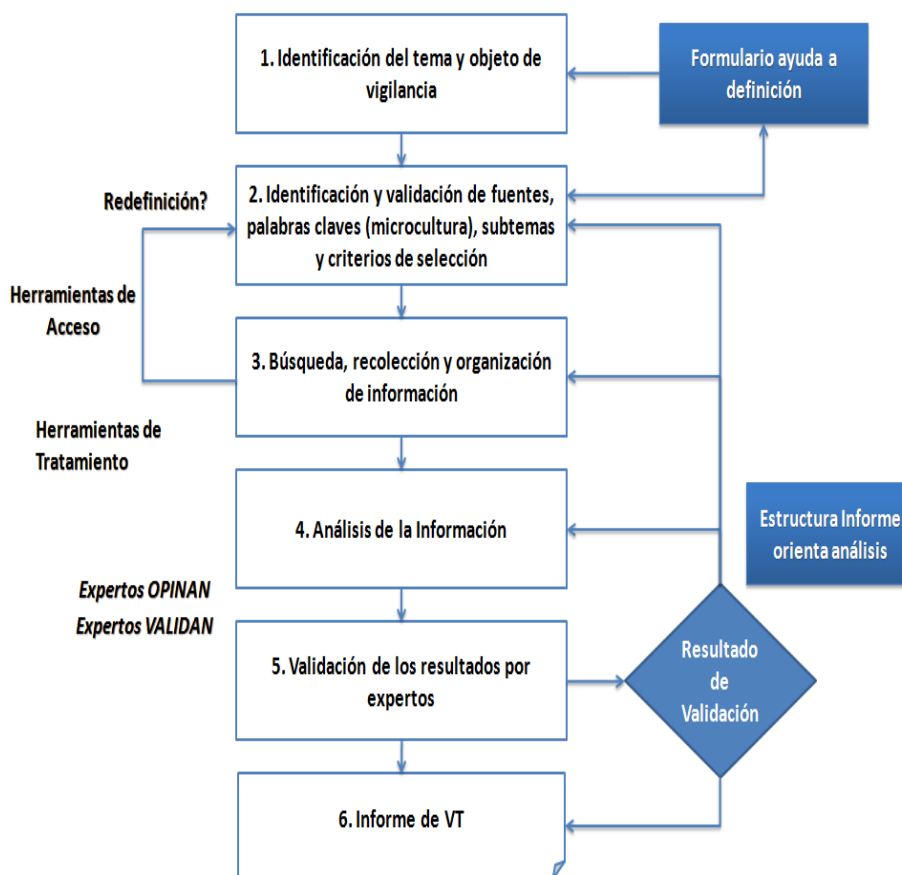 1. Identificación del tema y objeto de
vigilancia
Formulario ayuda a
definición
Redefinición?
2. Identificación y validación de fuentes,
palabras claves (microcultura), subtemas
y criterios de selección
Herramientas de
Acceso
3. Búsqueda, recolección y organización
de información
Herramientas de
Tratamiento
4. Análisis de la Información
Estructura Informe
orienta análisis
Expertos OPINAN
Expertos VALIDAN
5. Validación de los resultados por
expertos
Resultado
de
Validación
6. Informe de VT